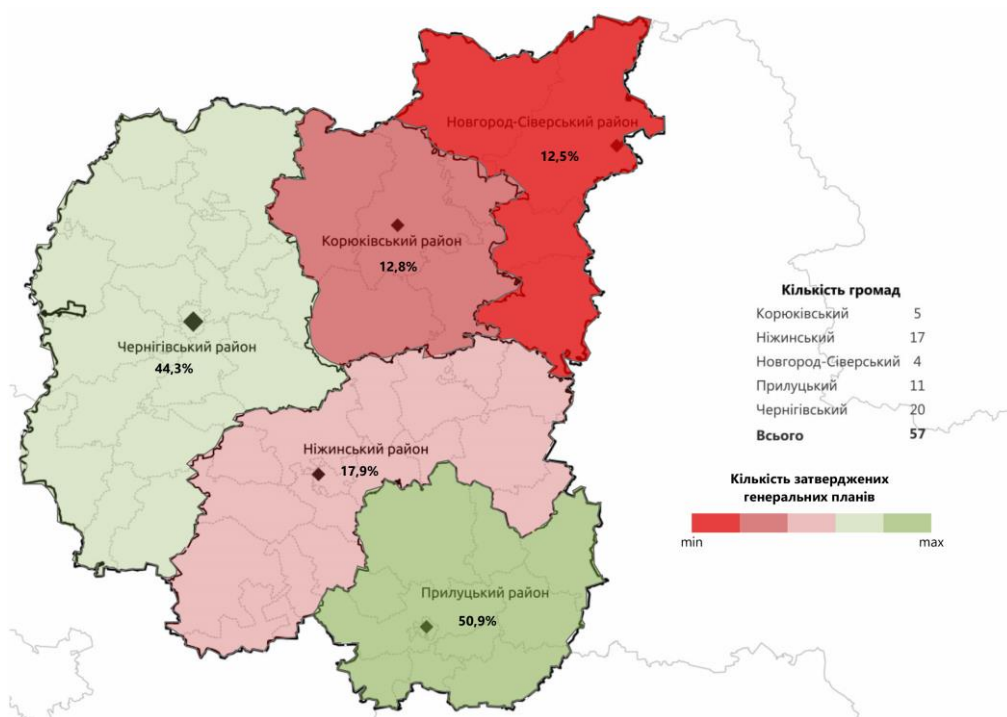 Новгород-Сіверський район
12,5%
Корюківський район
12,8%
Чернігівський район
44,3%
Ніжинський район
17,9%
Прилуцький район
50,9%
Кількість громад
Корюківський 5
Ніжинський 17
Новгород-Сіверський 4
Прилуцький 11
Чернігівський 20
Всього 57
Кількість затверджених
генеральних планів
min max